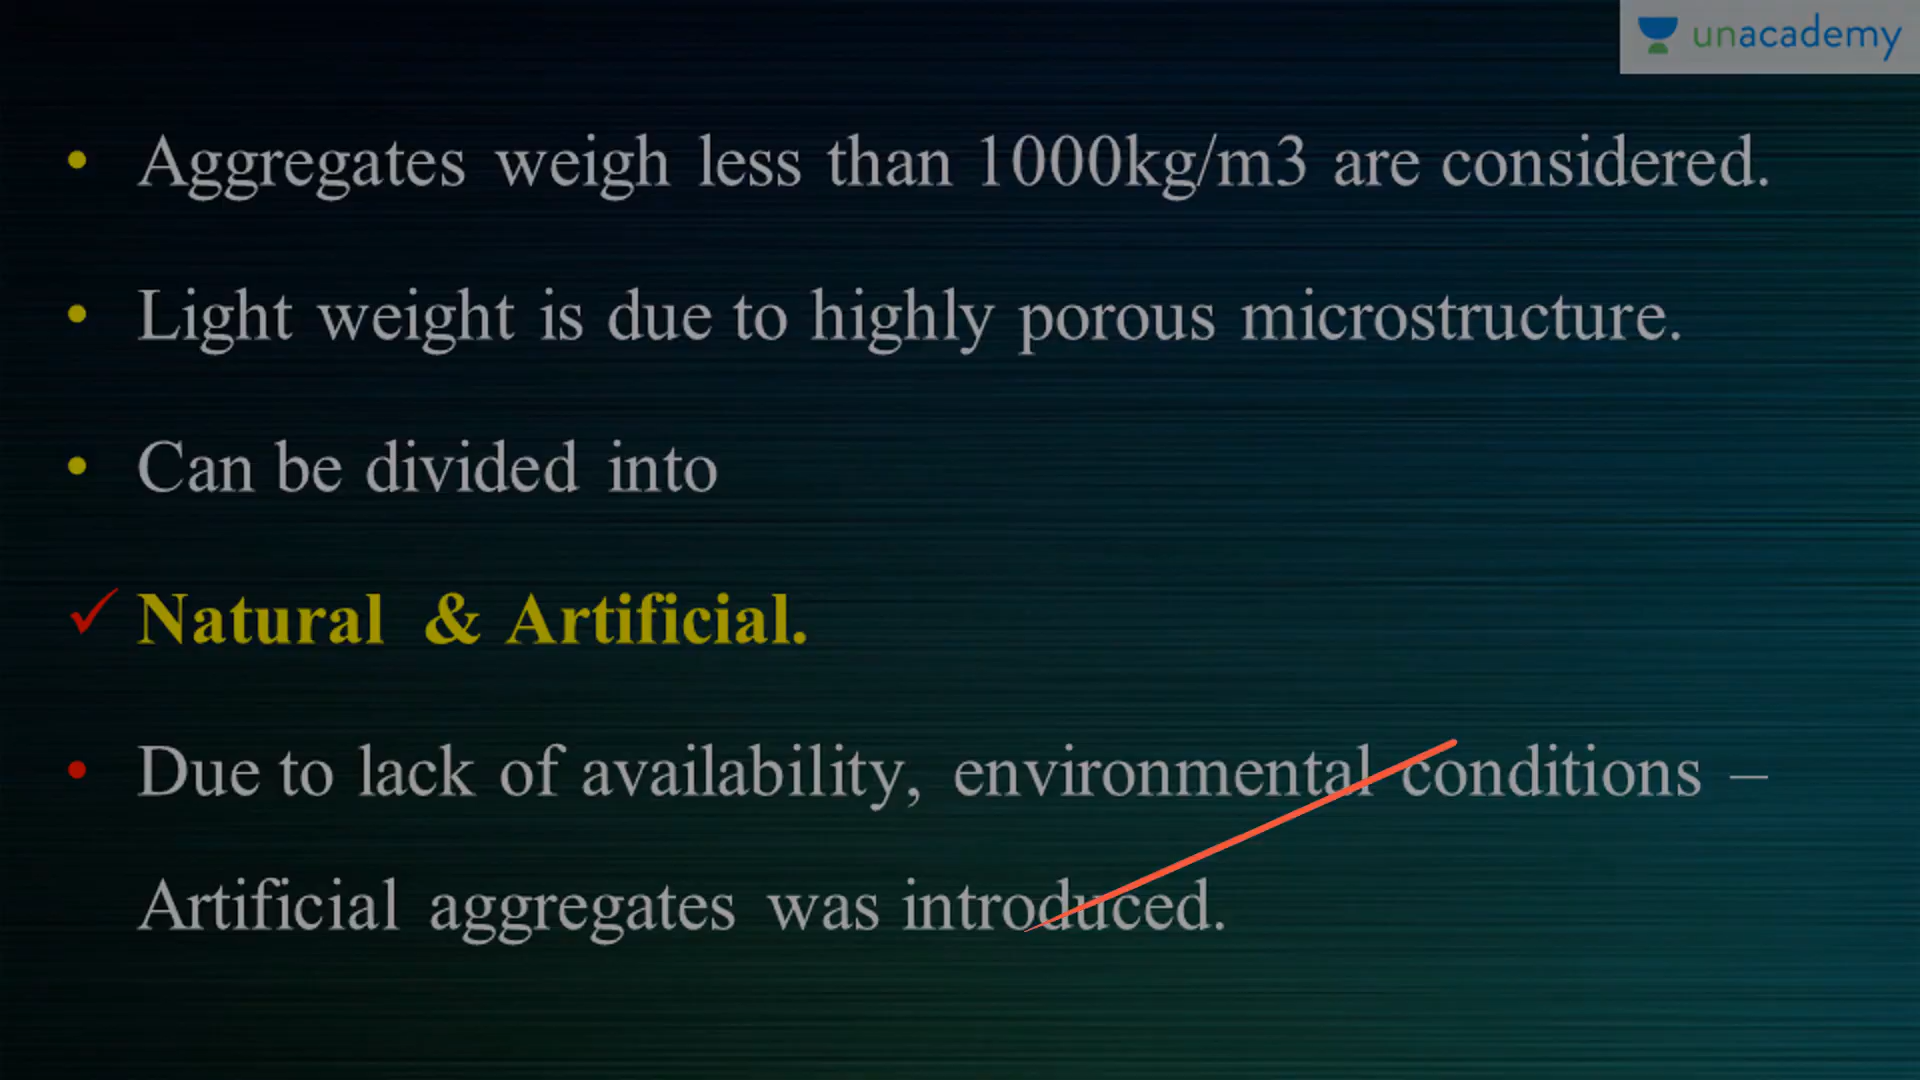 unacademy
• Aggregates weigh less than 1000kg/m3 are considered.
• Light weight is due to highly porous microstructure.
• Can be divided into
✓ Natural & Artificial.
• Due to lack of availability, environmental conditions –
Artificial aggregates was introduced.